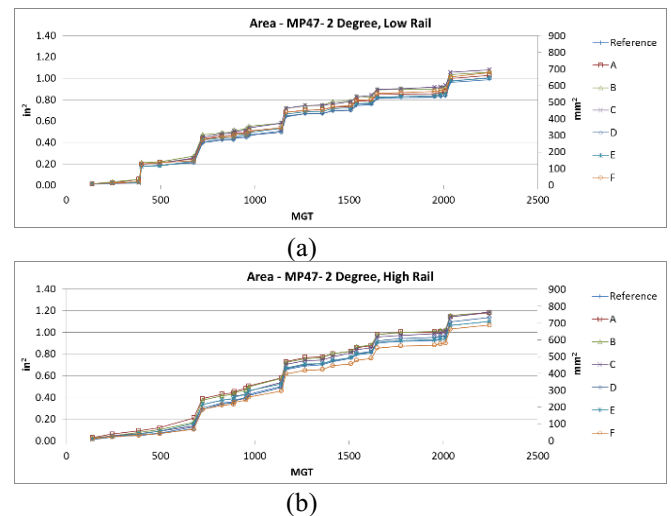 Area - MP47- 2 Degree, Low Rail
1.40
1.20
1.00
0.80
0.60
0.40
0.20
0.00
in²
900
800
700
600
500
400
300
200
100
0
mm²
0
500
1000
1500
2000
2500
MGT
Reference
A
B
C
D
E
F
(a)
Area - MP47- 2 Degree, High Rail
1.40
1.20
1.00
0.80
0.60
0.40
0.20
0.00
in²
900
800
700
600
500
400
300
200
100
0
mm²
0
500
1000
1500
2000
2500
MGT
Reference
A
B
C
D
E
F
(b)